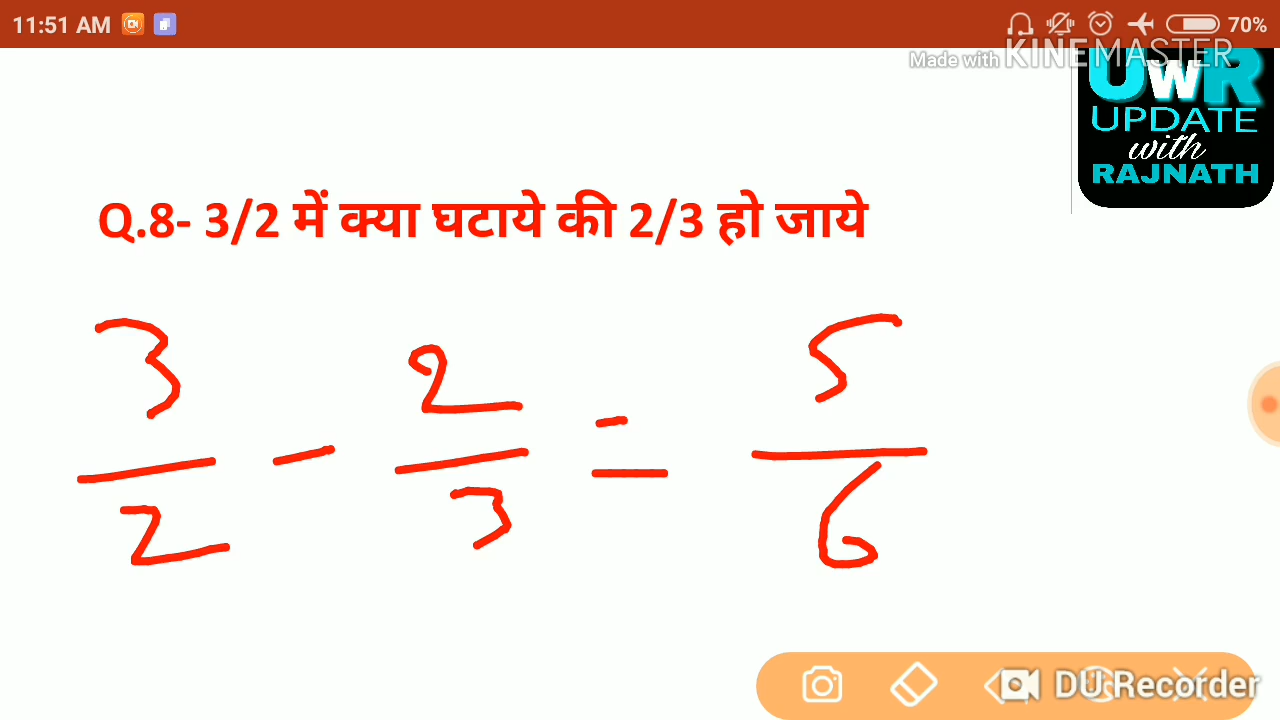 11:51 AM
70%
Made with KINEMASTER
UWR
UPDATE
with
RAJNATH
Q.8- 3/2 में क्या घटाये की 2/3 हो जाये
3/2 - 2/3 = 5/6
DU Recorder